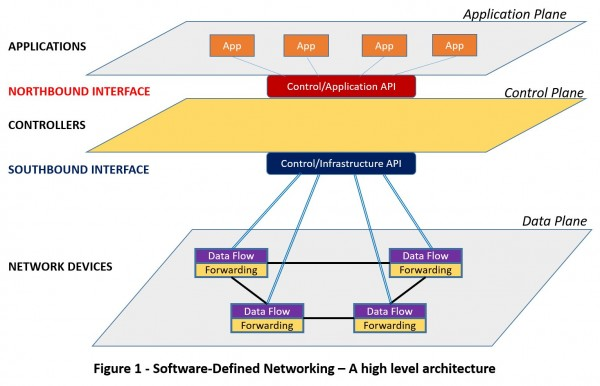 Application Plane
APPLICATIONS
App
App
App
App
NORTHBOUND INTERFACE
Control/Application API
Control Plane
CONTROLLERS
SOUTHBOUND INTERFACE
Control/Infrastructure API
Data Plane
NETWORK DEVICES
Data Flow
Forwarding
Data Flow
Forwarding
Data Flow
Forwarding
Data Flow
Forwarding
Figure 1 - Software-Defined Networking – A high level architecture